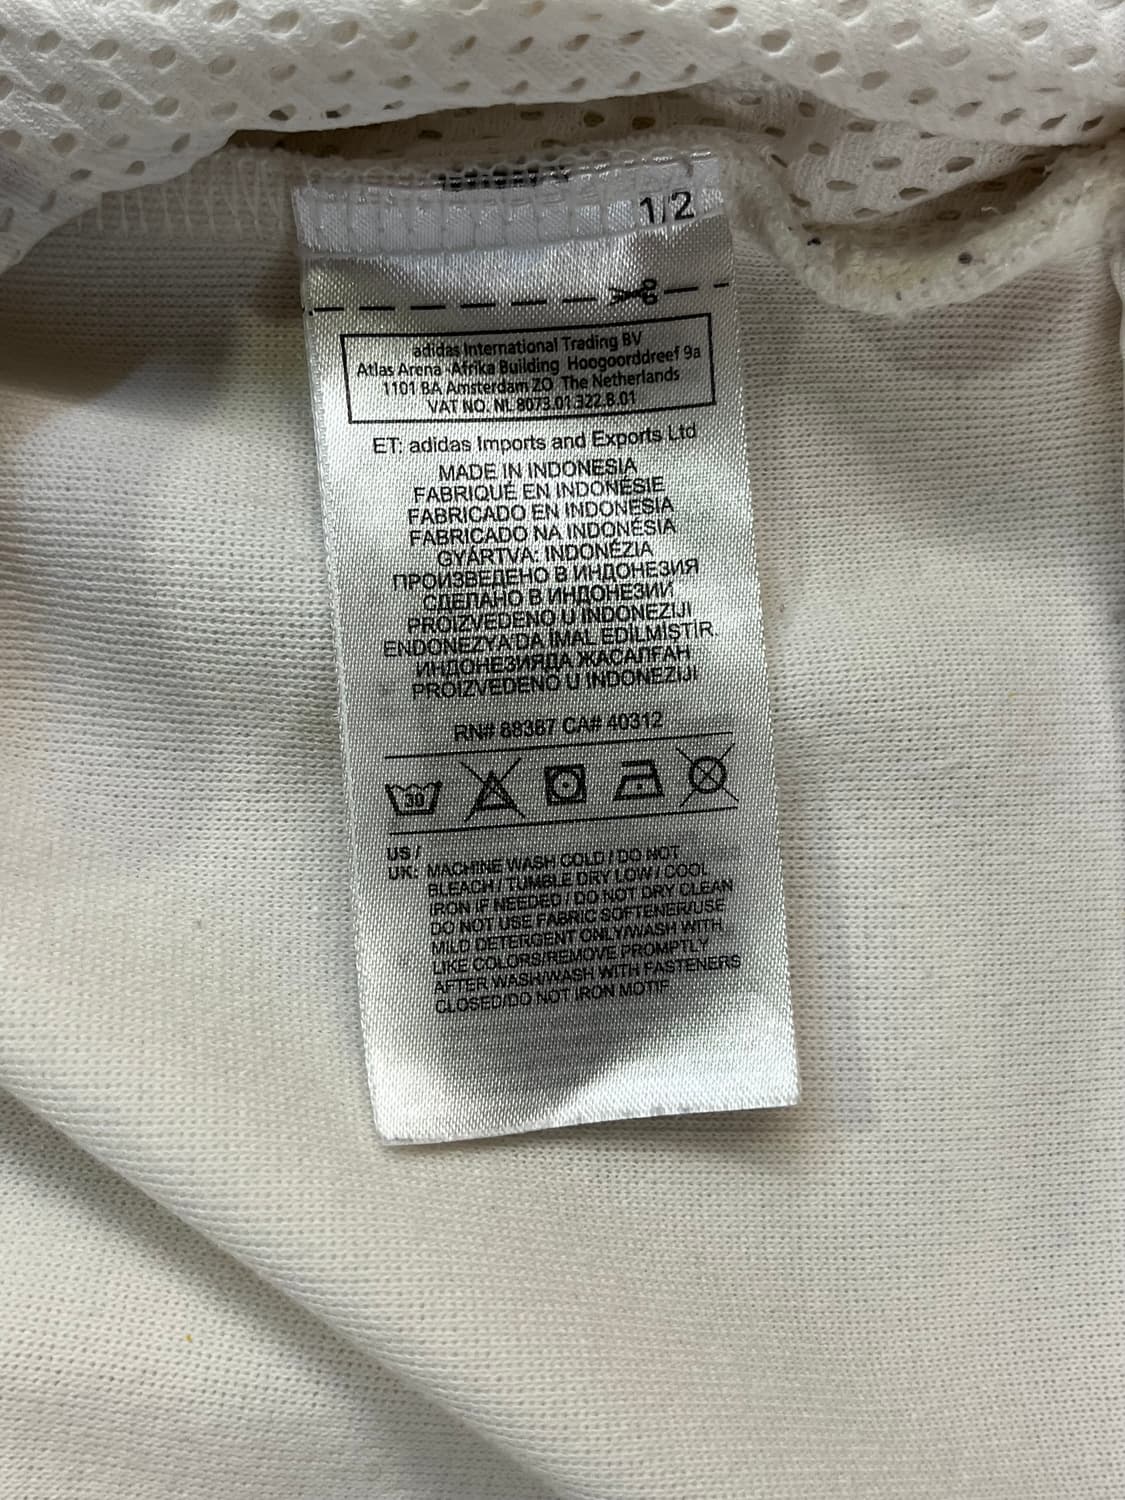 1/2
adidas International Trading BV
Atlas Arena Afrika Building Hoogoorddreef 9a
1101 BA Amsterdam ZO The Netherlands
VAT NO. NL 8073.01.322.B.01
ET: adidas Imports and Exports Ltd
MADE IN INDONESIA
FABRIQUÉ EN INDONÉSIE
FABRICADO EN INDONESIA
FABRICADO NA INDONÉSIA
GYÁRTVA: INDONÉZIA
ПРОИЗВЕДЕНО В ИНДОНЕЗИЯ
СДЕЛАНО В ИНДОНЕЗИИ
PROIZVEDENO U INDONEZIJI
ENDONEZYA'DA İMAL EDİLMİŞTİR.
ИНДОНЕЗИЯДА ЖАСАЛҒАН
PROIZVEDENO U INDONEZIJI
RN# 88387 CA# 40312
30
US /
UK: MACHINE WASH COLD / DO NOT
BLEACH / TUMBLE DRY LOW / COOL
IRON IF NEEDED / DO NOT DRY CLEAN
DO NOT USE FABRIC SOFTENER/USE
MILD DETERGENT ONLY/WASH WITH
LIKE COLORS/REMOVE PROMPTLY
AFTER WASH/WASH WITH FASTENERS
CLOSED/DO NOT IRON MOTIF